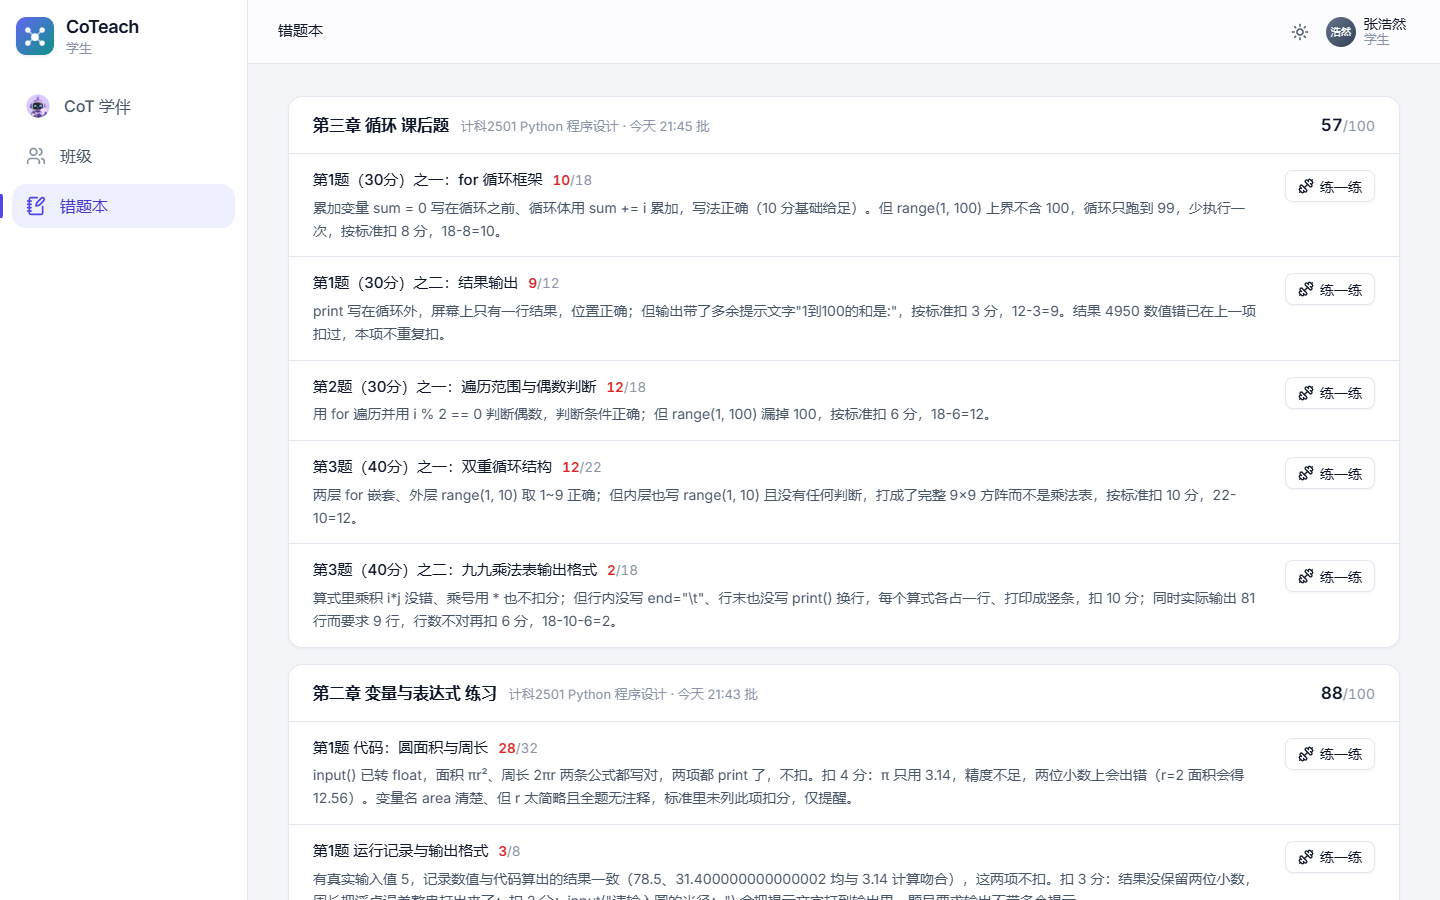 CoTeach
学生
CoT 学伴
班级
错题本
错题本
浩然
张浩然
学生
第三章 循环 课后题 计科2501 Python 程序设计 · 今天 21:45 批 57/100
第1题（30分）之一：for 循环框架 10/18
练一练
累加变量 sum = 0 写在循环之前、循环体用 sum += i 累加，写法正确（10 分基础给足）。但 range(1, 100) 上界不含 100，循环只跑到 99，少执行一
次，按标准扣 8 分，18-8=10。
第1题（30分）之二：结果输出 9/12
练一练
print 写在循环外，屏幕上只有一行结果，位置正确；但输出带了多余提示文字"1到100的和是:"，按标准扣 3 分，12-3=9。结果 4950 数值错已在上一项
扣过，本项不重复扣。
第2题（30分）之一：遍历范围与偶数判断 12/18
练一练
用 for 遍历并用 i % 2 == 0 判断偶数，判断条件正确；但 range(1, 100) 漏掉 100，按标准扣 6 分，18-6=12。
第3题（40分）之一：双重循环结构 12/22
练一练
两层 for 嵌套、外层 range(1, 10) 取 1~9 正确；但内层也写 range(1, 10) 且没有任何判断，打成了完整 9×9 方阵而不是乘法表，按标准扣 10 分，22-
10=12。
第3题（40分）之二：九九乘法表输出格式 2/18
练一练
算式里乘积 i*j 没错、乘号用 * 也不扣分；但行内没写 end="\t"、行末也没写 print() 换行，每个算式各占一行、打印成竖条，扣 10 分；同时实际输出 81
行而要求 9 行，行数不对再扣 6 分，18-10-6=2。
第二章 变量与表达式 练习 计科2501 Python 程序设计 · 今天 21:43 批 88/100
第1题 代码：圆面积与周长 28/32
练一练
input() 已转 float，面积 πr²、周长 2πr 两条公式都写对，两项都 print 了，不扣。扣 4 分：π 只用 3.14，精度不足，两位小数上会出错（r=2 面积会得
12.56）。变量名 area 清楚、但 r 太简略且全题无注释，标准里未列此项扣分，仅提醒。
第1题 运行记录与输出格式 3/8
练一练
有真实输入值 5，记录数值与代码算出的结果一致（78.5、31.400000000000002 均与 3.14 计算吻合），这两项不扣。扣 3 分：结果没保留两位小数，